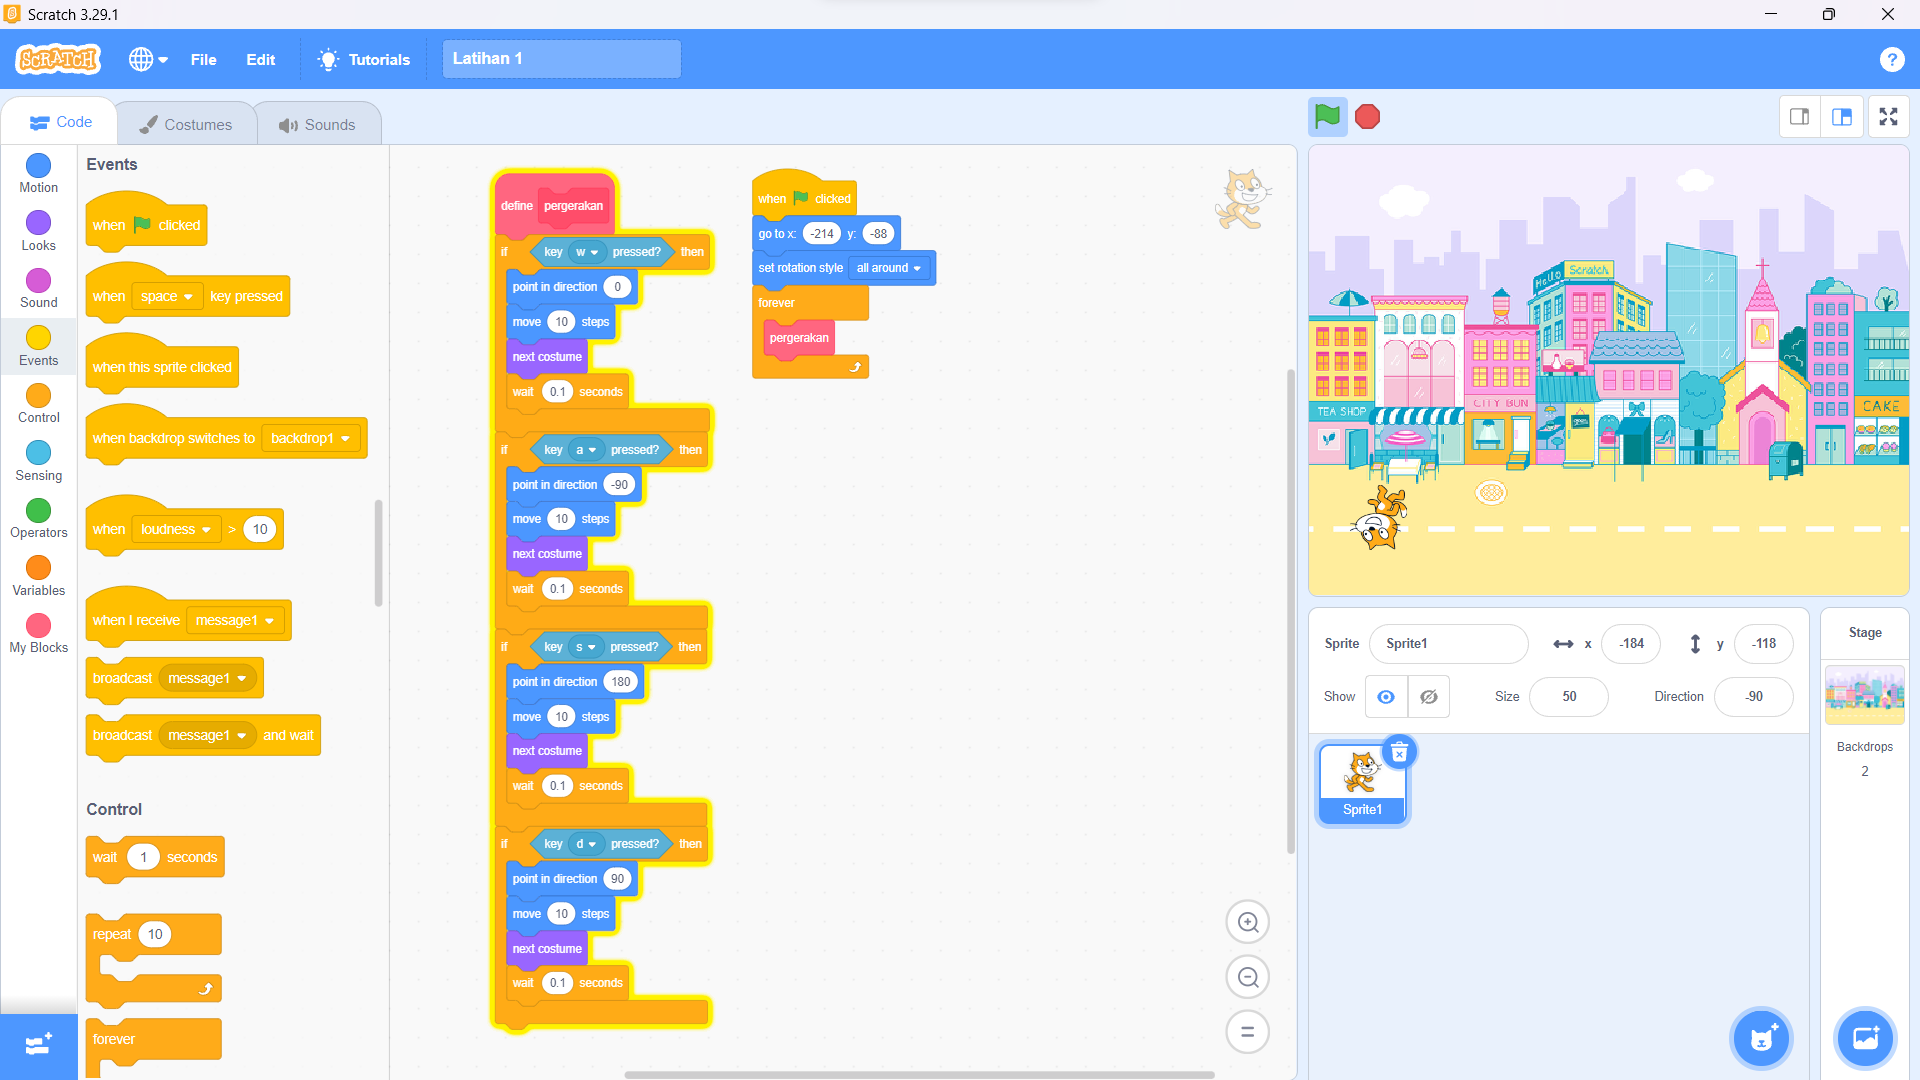 Scratch 3.29.1
SCRATCH
File
Edit
Tutorials
Latihan 1
?
Code
Costumes
Sounds
Motion
Looks
Sound
Events
Control
Sensing
Operators
Variables
My Blocks
Events
when clicked
when space key pressed
when this sprite clicked
when backdrop switches to backdrop1
when loudness > 10
when I receive message1
broadcast message1
broadcast message1 and wait
Control
wait 1 seconds
repeat 10
forever
define pergerakan
if key w pressed? then
point in direction 0
move 10 steps
next costume
wait 0.1 seconds
if key a pressed? then
point in direction -90
move 10 steps
next costume
wait 0.1 seconds
if key s pressed? then
point in direction 180
move 10 steps
next costume
wait 0.1 seconds
if key d pressed? then
point in direction 90
move 10 steps
next costume
wait 0.1 seconds
when clicked
go to x: -214 y: -88
set rotation style all around
forever
pergerakan
Hello Scratch
TEA SHOP
CITY BUN
CAKE
Sprite Sprite1 x -184 y -118
Show Size 50 Direction -90
Sprite1
Stage
Backdrops
2